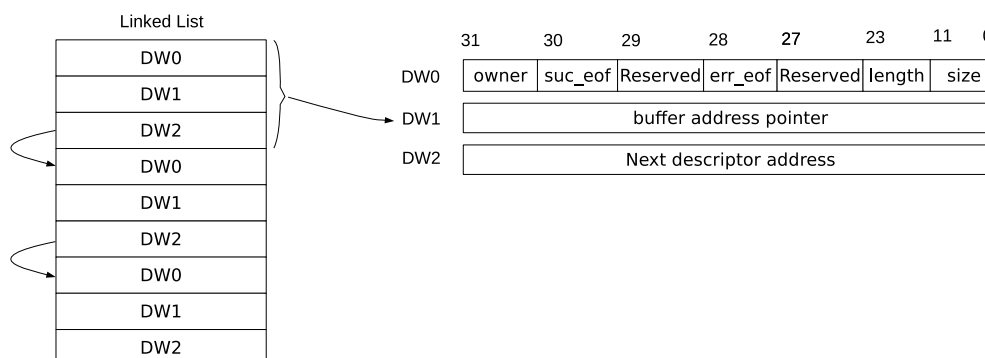 Linked List
DW0
DW1
DW2
DW0
DW1
DW2
DW0
DW1
DW2
31 30 29 28 27 23 11
DW0 owner suc_eof Reserved err_eof Reserved length size
DW1 buffer address pointer
DW2 Next descriptor address